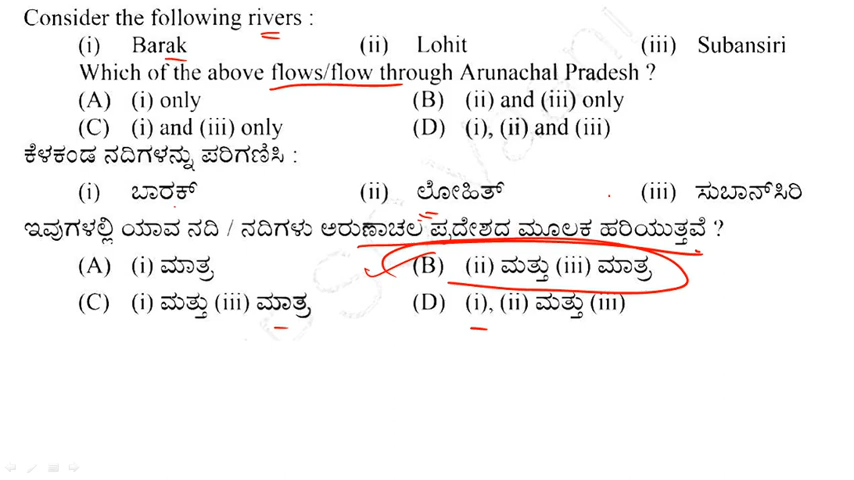 Consider the following rivers :
(i) Barak (ii) Lohit (iii) Subansiri
Which of the above flows/flow through Arunachal Pradesh ?
(A) (i) only (B) (ii) and (iii) only
(C) (i) and (iii) only (D) (i), (ii) and (iii)
ಕೆಳಕಂಡ ನದಿಗಳನ್ನು ಪರಿಗಣಿಸಿ :
(i) ಬಾರಕ್ (ii) ಲೋಹಿತ್ (iii) ಸುಬಾನ್‌ಸಿರಿ
ಇವುಗಳಲ್ಲಿ ಯಾವ ನದಿ / ನದಿಗಳು ಅರುಣಾಚಲ ಪ್ರದೇಶದ ಮೂಲಕ ಹರಿಯುತ್ತವೆ ?
(A) (i) ಮಾತ್ರ (B) (ii) ಮತ್ತು (iii) ಮಾತ್ರ
(C) (i) ಮತ್ತು (iii) ಮಾತ್ರ (D) (i), (ii) ಮತ್ತು (iii)